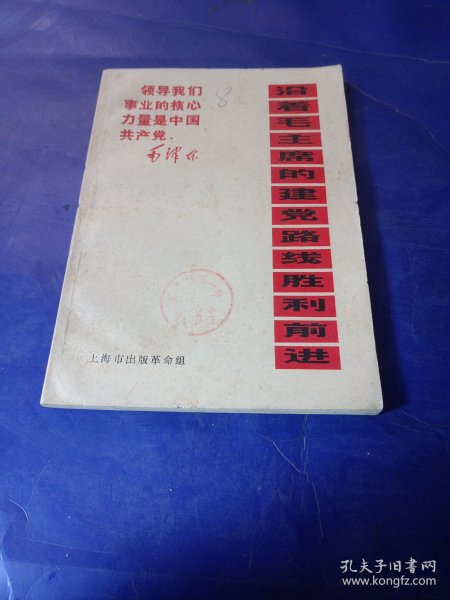 领导我们
事业的核心
力量是中国
共产党。
毛泽东
8
沿着毛主席的建党路线胜利前进
上海市出版革命组
孔夫子旧书网
www.kongfz.com